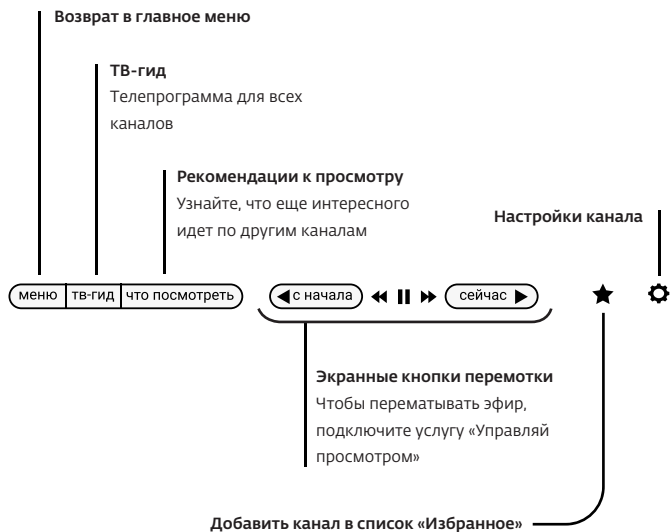 Возврат в главное меню
ТВ-гид
Телепрограмма для всех
каналов
Рекомендации к просмотру
Узнайте, что еще интересного
идет по другим каналам
Настройки канала
меню тв-гид что посмотреть с начала сейчас
Экранные кнопки перемотки
Чтобы перематывать эфир,
подключите услугу «Управляй
просмотром»
Добавить канал в список «Избранное»